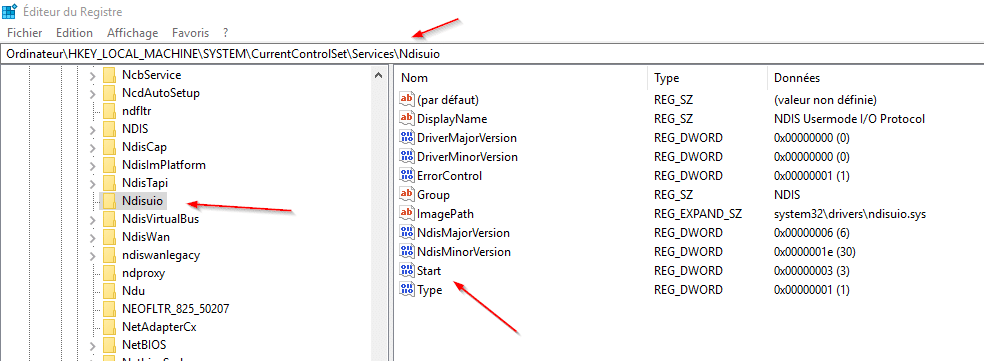 Éditeur du Registre
Fichier Edition Affichage Favoris ?
Ordinateur\HKEY_LOCAL_MACHINE\SYSTEM\CurrentControlSet\Services\Ndisuio
NcbService
NcdAutoSetup
ndfltr
NDIS
NdisCap
NdisImPlatform
NdisTapi
Ndisuio
NdisVirtualBus
NdisWan
ndiswanlegacy
ndproxy
Ndu
NEOFLTR_825_50207
NetAdapterCx
NetBIOS
Nom Type Données
(par défaut) REG_SZ (valeur non définie)
DisplayName REG_SZ NDIS Usermode I/O Protocol
DriverMajorVersion REG_DWORD 0x00000000 (0)
DriverMinorVersion REG_DWORD 0x00000000 (0)
ErrorControl REG_DWORD 0x00000001 (1)
Group REG_SZ NDIS
ImagePath REG_EXPAND_SZ system32\drivers\ndisuio.sys
NdisMajorVersion REG_DWORD 0x00000006 (6)
NdisMinorVersion REG_DWORD 0x0000001e (30)
Start REG_DWORD 0x00000003 (3)
Type REG_DWORD 0x00000001 (1)